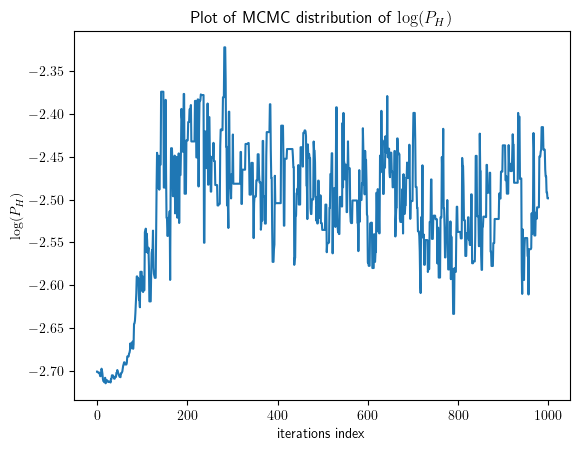 Plot of MCMC distribution of log(P_H)
log(P_H)
−2.35
−2.40
−2.45
−2.50
−2.55
−2.60
−2.65
−2.70
0 200 400 600 800 1000
iterations index